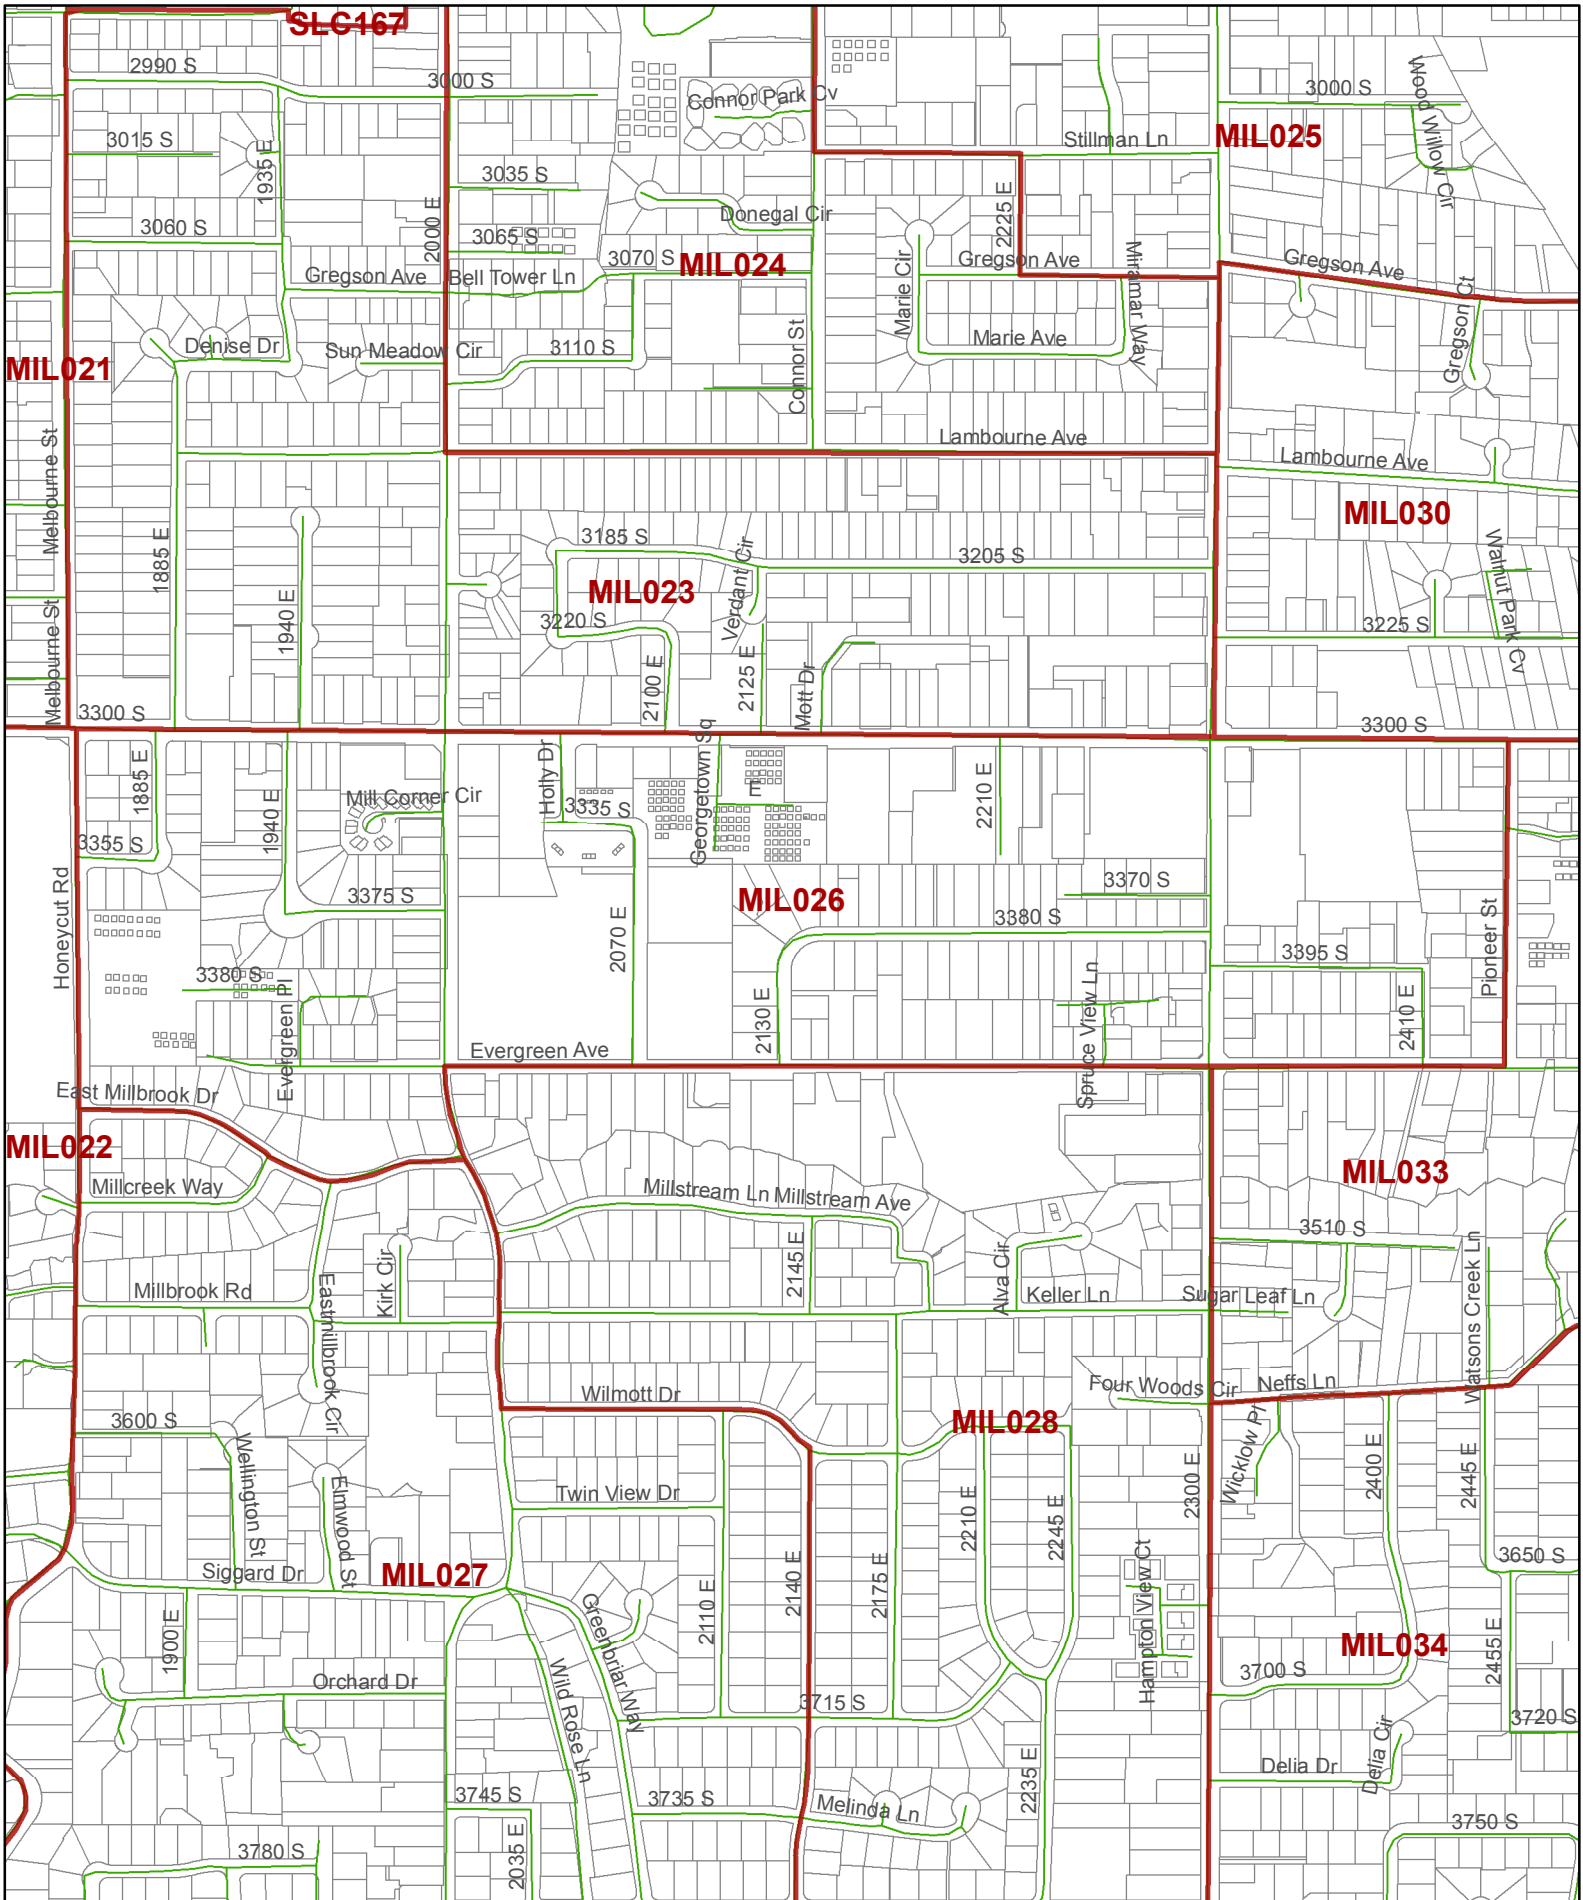 SLC167
2990 S
3000 S
Connor Park Cv
3000 S
Wood Willow Cir
3015 S
1935 E
Stillman Ln
MIL025
3035 S
2225 E
3060 S
2000 E
3065 S
Donegal Cir
3070 S
MIL024
Gregson Ave
Bell Tower Ln
Marie Cir
Gregson Ave
Miramar Way
Gregson Ave
Gregson Ct
MIL021
Denise Dr
Sun Meadow Cir
3110 S
Connor St
Marie Ave
Lambourne Ave
Lambourne Ave
Melbourne St
MIL030
1885 E
3185 S
3205 S
Walnut Park Cv
MIL023
Verdant Cir
Melbourne St
1940 E
3220 S
3225 S
2100 E
2125 E
Mott Dr
3300 S
3300 S
1885 E
1940 E
Mill Corner Cir
Holly Dr
3335 S
Georgetown Sq
E
2210 E
3355 S
Honeycut Rd
3375 S
MIL026
3370 S
3380 S
2070 E
Pioneer St
3395 S
3380 S
Evergreen Pl
2130 E
Spruce View Ln
2410 E
Evergreen Ave
East Millbrook Dr
MIL022
MIL033
Millcreek Way
Millstream Ln
Millstream Ave
3510 S
Kirk Cir
2145 E
Alva Cir
Watsons Creek Ln
Millbrook Rd
Eastmillbrook Cir
Keller Ln
Sugar Leaf Ln
Wilmott Dr
Four Woods Cir
Neffs Ln
3600 S
MIL028
Wicklow Pl
Wellington St
Elmwood St
Twin View Dr
2210 E
2245 E
2300 E
2400 E
2445 E
Siggard Dr
MIL027
3650 S
1900 E
Greenbriar Way
2110 E
2140 E
2175 E
Hampton View Ct
MIL034
2455 E
Orchard Dr
Wild Rose Ln
3700 S
3715 S
3720 S
Delia Cir
Delia Dr
3745 S
3735 S
Melinda Ln
2235 E
3750 S
3780 S
2035 E